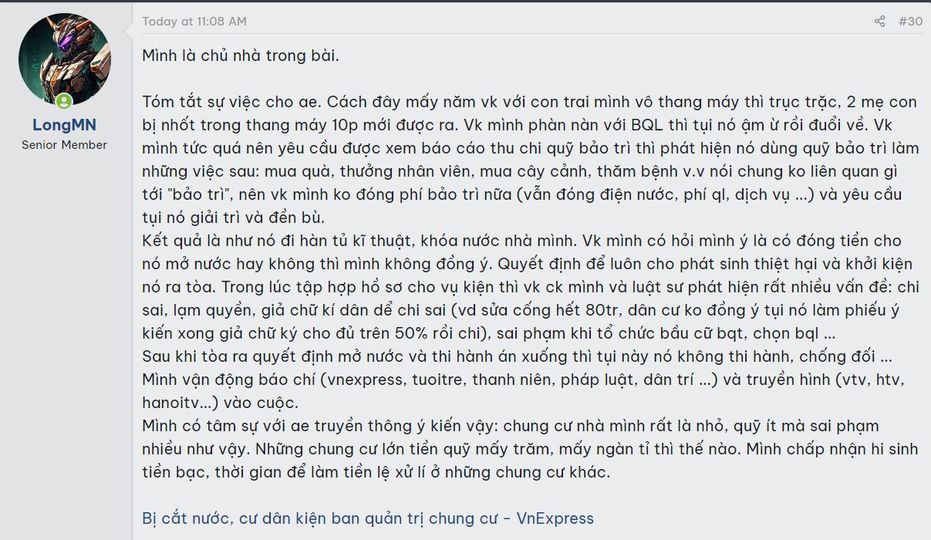 Today at 11:08 AM
#30
LongMN
Senior Member
Mình là chủ nhà trong bài.
Tóm tắt sự việc cho ae. Cách đây mấy năm vk với con trai mình vô thang máy thì trục trặc, 2 mẹ con
bị nhốt trong thang máy 10p mới được ra. Vk mình phàn nàn với BQL thì tụi nó ậm ừ rồi đuổi về. Vk
mình tức quá nên yêu cầu được xem báo cáo thu chi quỹ bảo trì thì phát hiện nó dùng quỹ bảo trì làm
những việc sau: mua quà, thưởng nhân viên, mua cây cảnh, thăm bệnh v.v nói chung ko liên quan gì
tới "bảo trì", nên vk mình ko đóng phí bảo trì nữa (vẫn đóng điện nước, phí ql, dịch vụ ...) và yêu cầu
tụi nó giải trì và đền bù.
Kết quả là như nó đi hàn tủ kĩ thuật, khóa nước nhà mình. Vk mình có hỏi mình ý là có đóng tiền cho
nó mở nước hay không thì mình không đồng ý. Quyết định để luôn cho phát sinh thiệt hại và khởi kiện
nó ra tòa. Trong lúc tập hợp hồ sơ cho vụ kiện thì vk ck mình và luật sư phát hiện rất nhiều vấn đề: chi
sai, lạm quyền, giả chữ kí dân dể chi sai (vd sửa cống hết 80tr, dân cư ko đồng ý tụi nó làm phiếu ý
kiến xong giả chữ ký cho đủ trên 50% rồi chi), sai phạm khi tổ chức bầu cữ bqt, chọn bql ...
Sau khi tòa ra quyết định mở nước và thi hành án xuống thì tụi này nó không thi hành, chống đối ...
Mình vận động báo chí (vnexpress, tuoitre, thanh niên, pháp luật, dân trí ...) và truyền hình (vtv, htv,
hanoitv...) vào cuộc.
Mình có tâm sự với ae truyền thông ý kiến vậy: chung cư nhà mình rất là nhỏ, quỹ ít mà sai phạm
nhiều như vậy. Những chung cư lớn tiền quỹ mấy trăm, mấy ngàn tỉ thì thế nào. Mình chấp nhận hi sinh
tiền bạc, thời gian để làm tiền lệ xử lí ở những chung cư khác.
Bị cắt nước, cư dân kiện ban quản trị chung cư - VnExpress